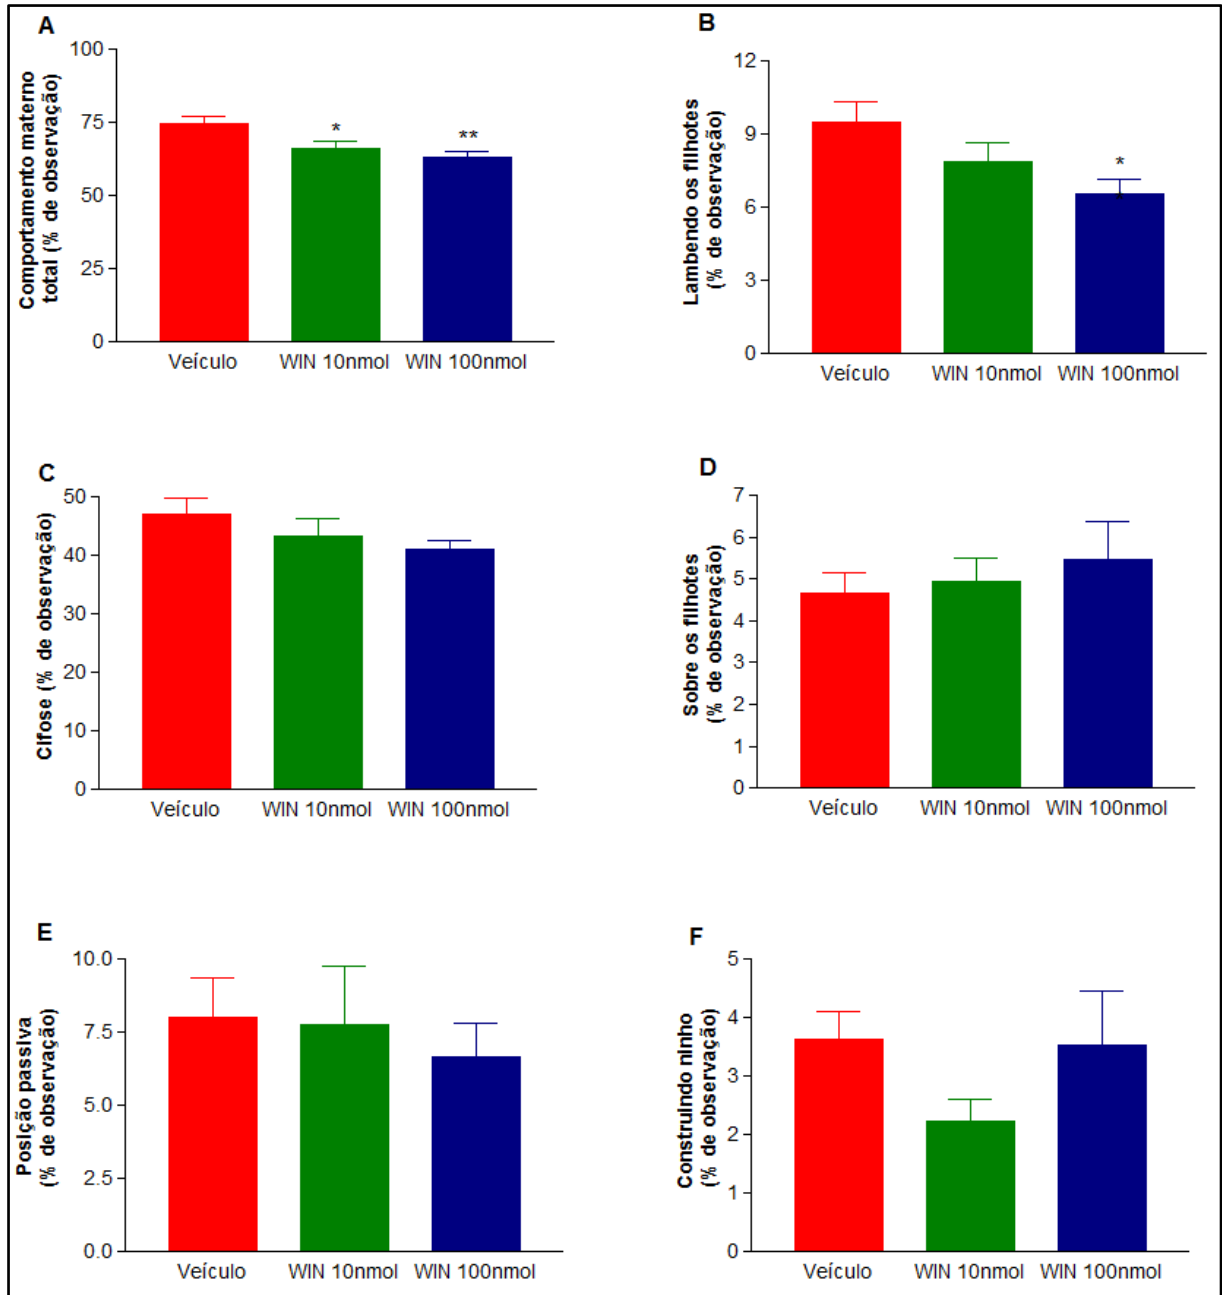 A
Comportamento materno
total (% de observação)
100
75
50
25
0
*
**
Veículo WIN 10nmol WIN 100nmol
B
Lambendo os filhotes
(% de observação)
12
9
6
3
0
*
Veículo WIN 10nmol WIN 100nmol
C
Cifose (% de observação)
50
40
30
20
10
0
Veículo WIN 10nmol WIN 100nmol
D
Sobre os filhotes
(% de observação)
7
6
5
4
3
2
1
0
Veículo WIN 10nmol WIN 100nmol
E
Posição passiva
(% de observação)
10.0
7.5
5.0
2.5
0.0
Veículo WIN 10nmol WIN 100nmol
F
Construindo ninho
(% de observação)
5
4
3
2
1
0
Veículo WIN 10nmol WIN 100nmol